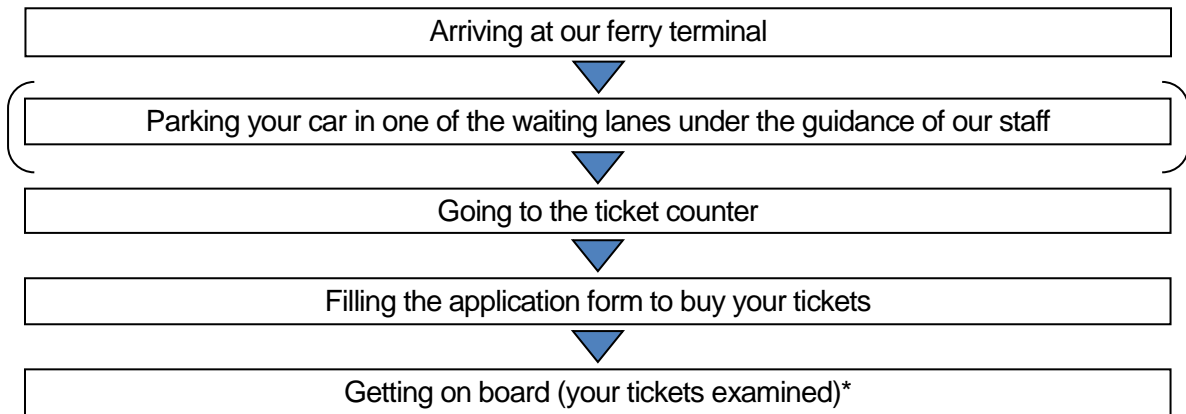 Arriving at our ferry terminal
Parking your car in one of the waiting lanes under the guidance of our staff
Going to the ticket counter
Filling the application form to buy your tickets
Getting on board (your tickets examined)*